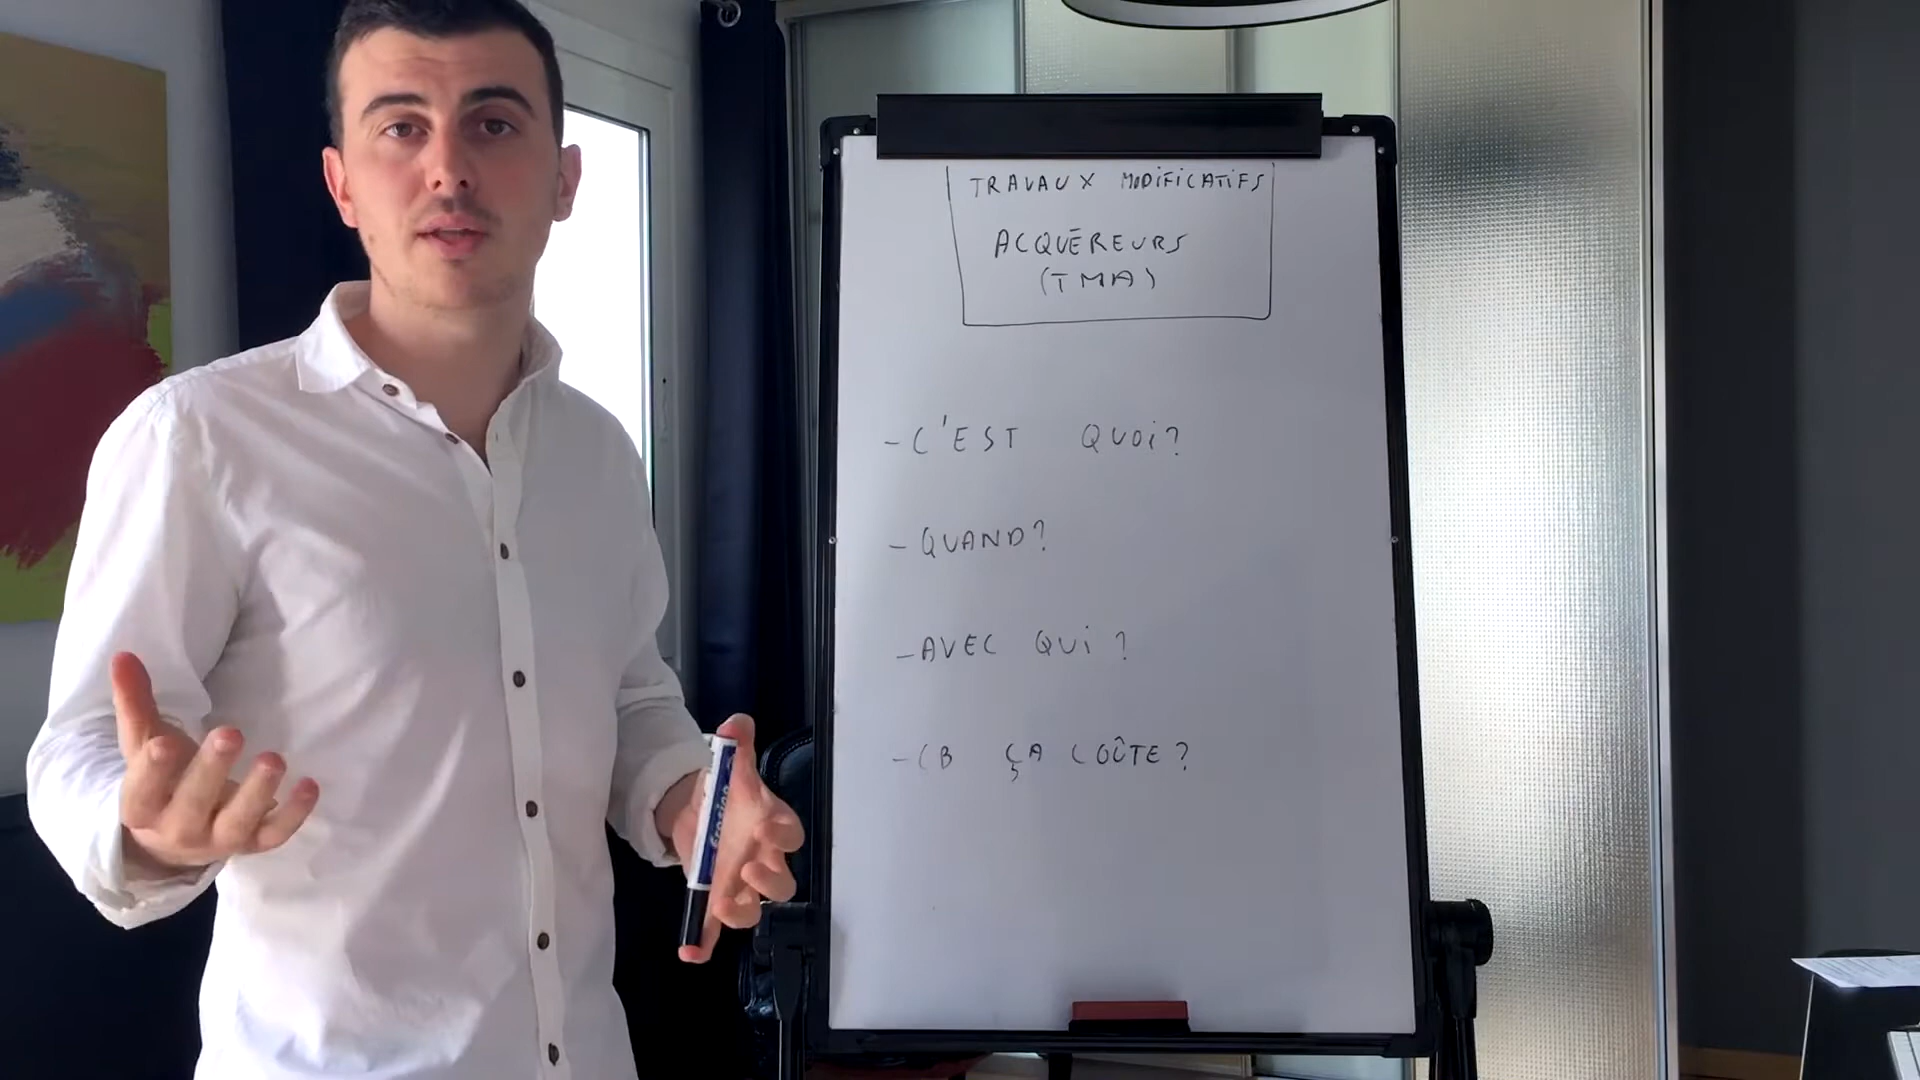 TRAVAUX MODIFICATIFS
ACQUÉREURS
(TMA)
- C'EST QUOI?
- QUAND?
- AVEC QUI?
- CB ÇA COÛTE?